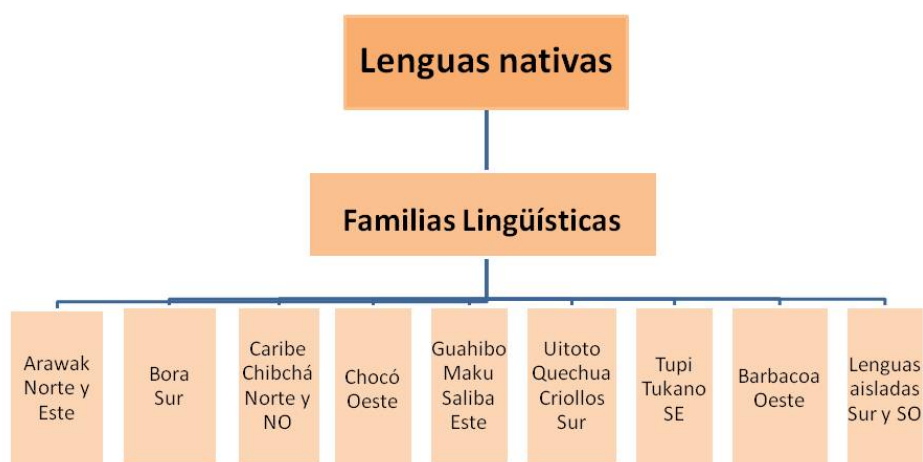 Lenguas nativas
Familias Lingüísticas
Arawak
Norte y
Este
Bora
Sur
Caribe
Chibchá
Norte y
NO
Chocó
Oeste
Guahibo
Maku
Saliba
Este
Uitoto
Quechua
Criollos
Sur
Tupi
Tukano
SE
Barbacoa
Oeste
Lenguas
aisladas
Sur y SO